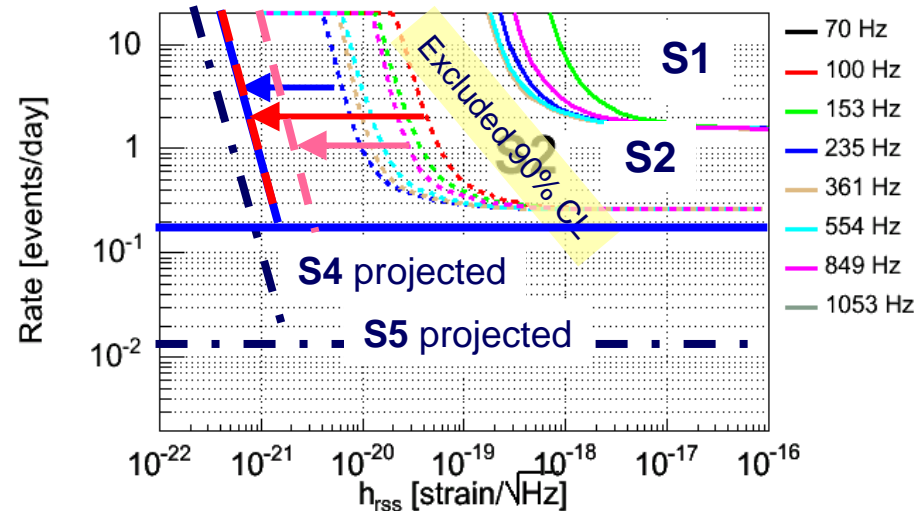 10
1
10⁻¹
10⁻²
Rate [events/day]
10⁻²²
10⁻²¹
10⁻²⁰
10⁻¹⁹
10⁻¹⁸
10⁻¹⁷
10⁻¹⁶
h_rss [strain/√Hz]
S1
S2
S2
Excluded 90% CL
S4 projected
S5 projected
70 Hz
100 Hz
153 Hz
235 Hz
361 Hz
554 Hz
849 Hz
1053 Hz